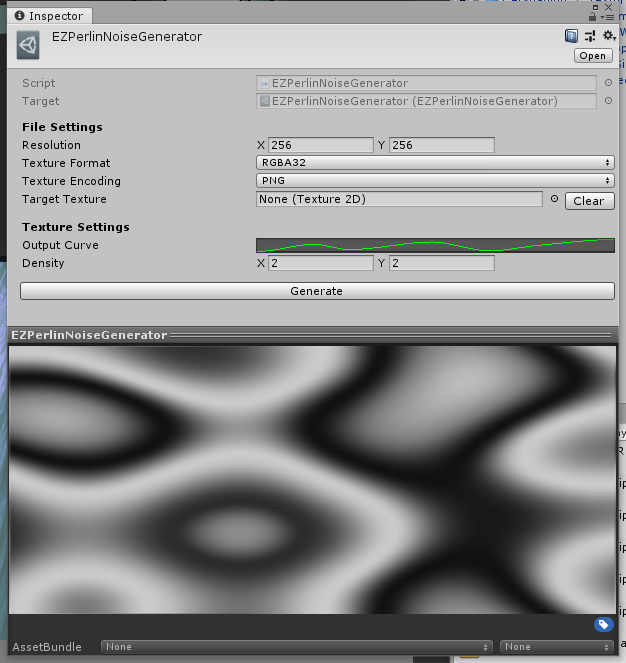 Inspector
EZPerlinNoiseGenerator
Open
Script EZPerlinNoiseGenerator
Target EZPerlinNoiseGenerator (EZPerlinNoiseGenerator)
File Settings
Resolution X 256 Y 256
Texture Format RGBA32
Texture Encoding PNG
Target Texture None (Texture 2D) Clear
Texture Settings
Output Curve
Density X 2 Y 2
Generate
EZPerlinNoiseGenerator
AssetBundle None None